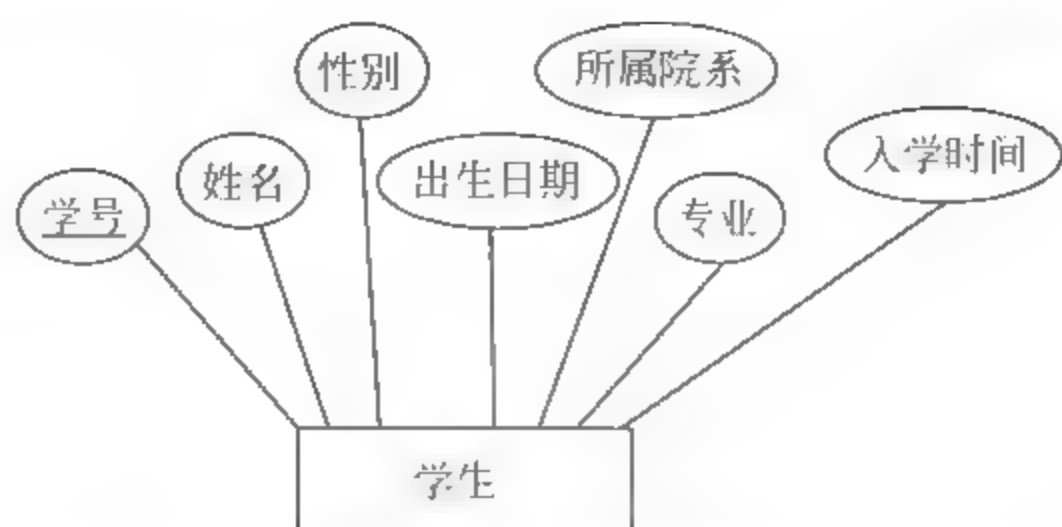 性别
所属院系
入学时间
姓名
出生日期
专业
学号
学生